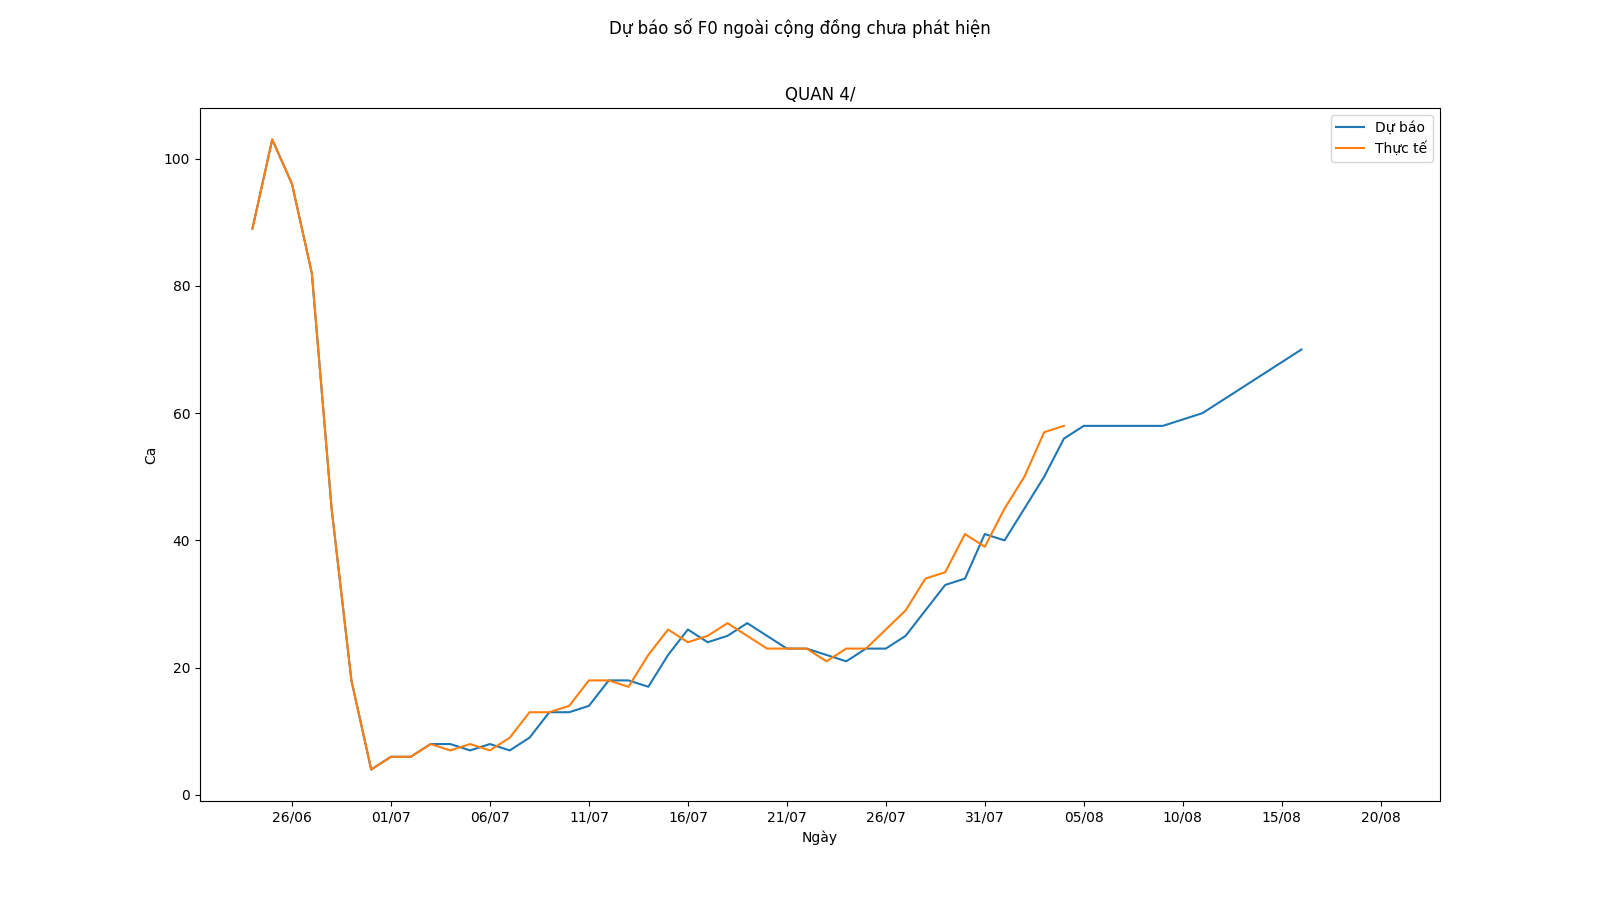 Dự báo số F0 ngoài cộng đồng chưa phát hiện
QUAN 4/
Dự báo
Thực tế
100
80
60
40
20
0
Ca
26/06 01/07 06/07 11/07 16/07 21/07 26/07 31/07 05/08 10/08 15/08 20/08
Ngày